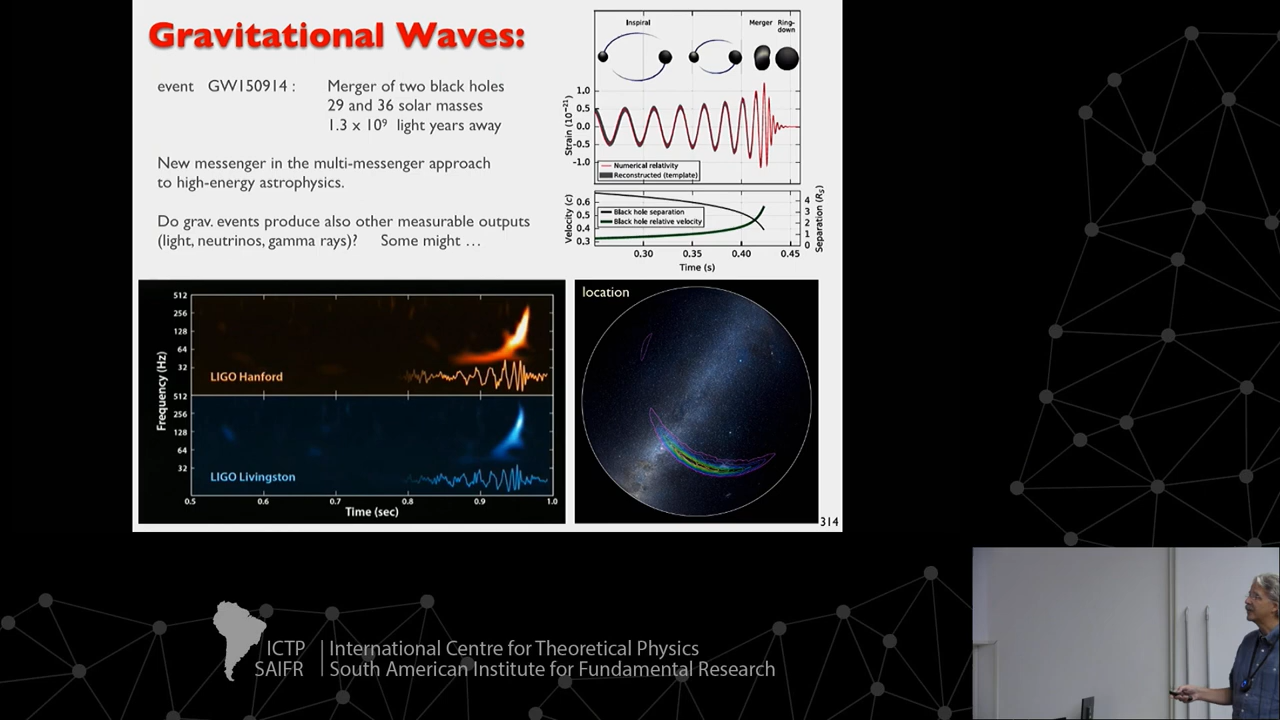 Gravitational Waves:
event GW150914 : Merger of two black holes
29 and 36 solar masses
1.3 x 10⁹ light years away
New messenger in the multi-messenger approach
to high-energy astrophysics.
Do grav. events produce also other measurable outputs
(light, neutrinos, gamma rays)? Some might ...
Inspiral
Merger
Ring-
down
Strain (10⁻²¹)
1.0
0.5
0.0
-0.5
-1.0
Numerical relativity
Reconstructed (template)
Velocity (c)
0.6
0.5
0.4
0.3
Black hole separation
Black hole relative velocity
4
3
2
1
0
Separation (R_S)
0.30 0.35 0.40 0.45
Time (s)
Frequency (Hz)
512
256
128
64
32
LIGO Hanford
512
256
128
64
32
LIGO Livingston
0.5 0.6 0.7 0.8 0.9 1.0
Time (sec)
location
314
ICTP International Centre for Theoretical Physics
SAIFR South American Institute for Fundamental Research